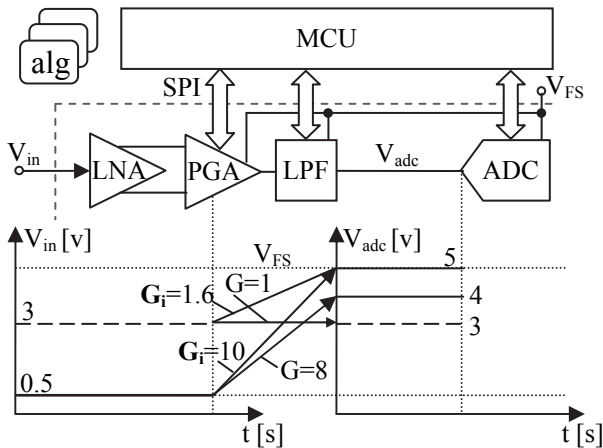 MCU
alg
SPI
V_FS
V_in
LNA
PGA
LPF
V_adc
ADC
V_in [v]
V_FS
V_adc [v]
5
G_i=1.6
G=1
4
3
3
G_i=10
G=8
0.5
t [s]
t [s]